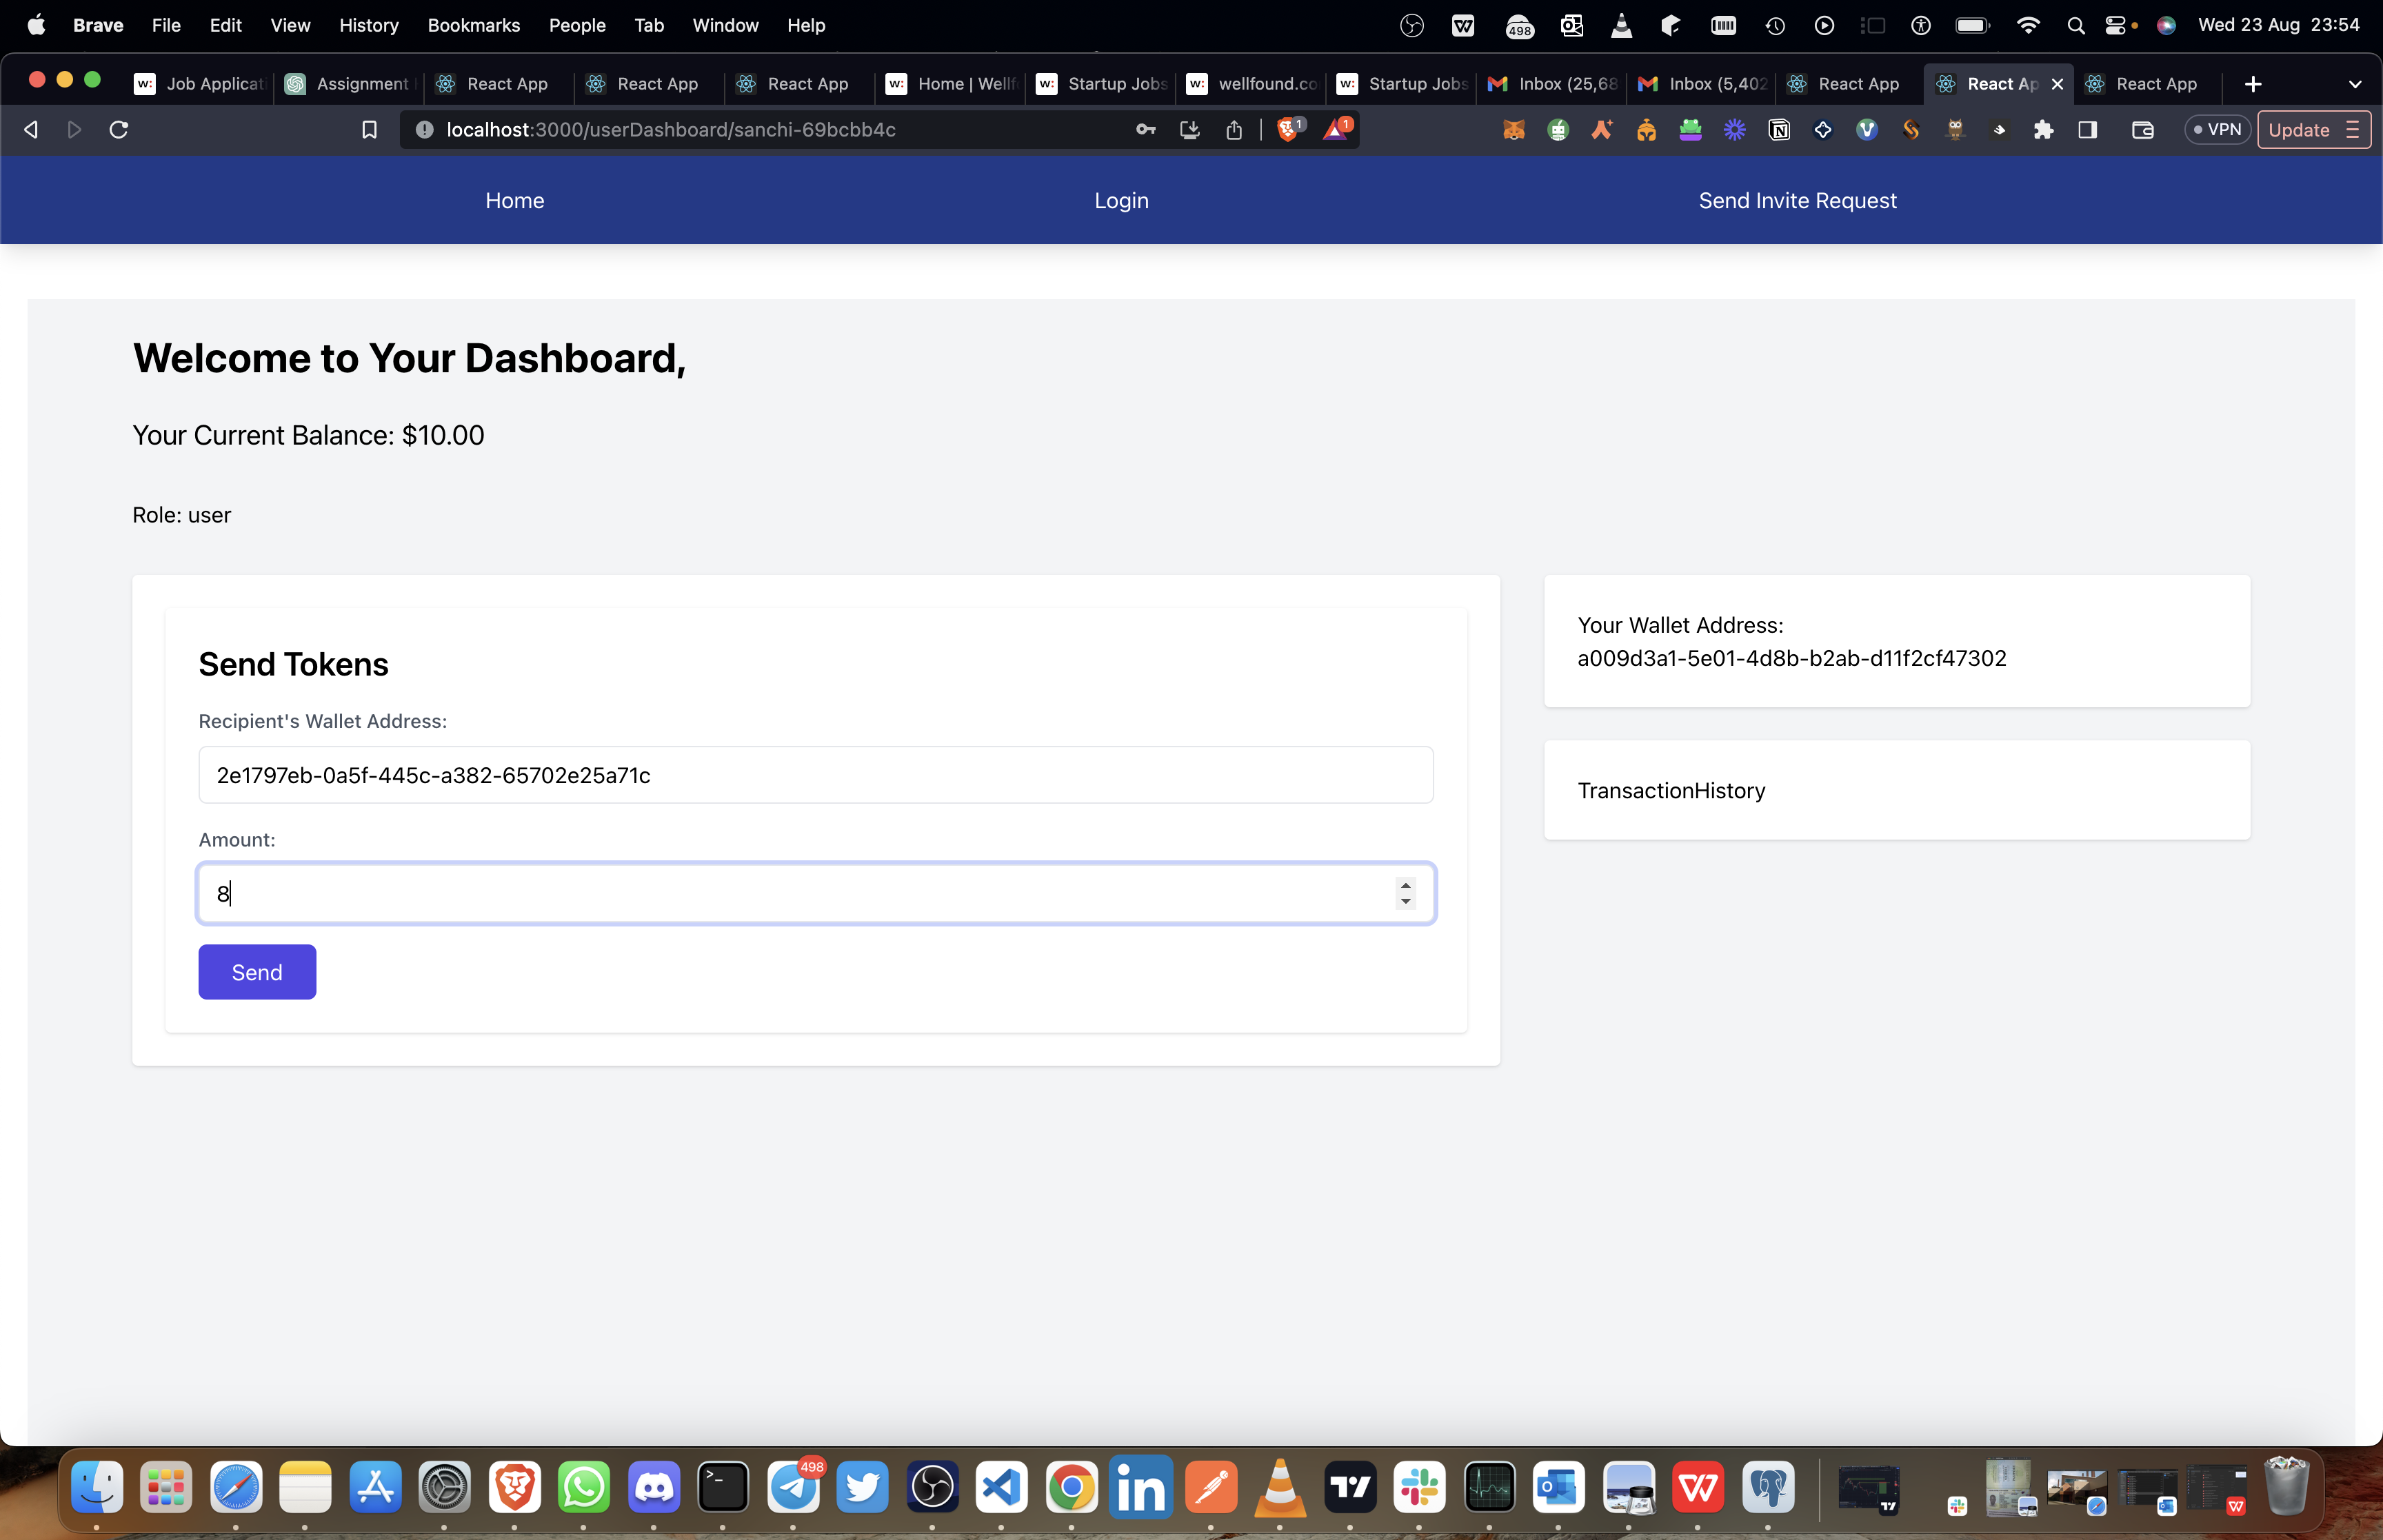 Brave File Edit View History Bookmarks People Tab Window Help 498 Wed 23 Aug 23:54
w: Job Applicati Assignment React App React App React App w: Home | Wellf w: Startup Jobs w: wellfound.co w: Startup Jobs Inbox (25,68 Inbox (5,402 React App React Ap React App
localhost:3000/userDashboard/sanchi-69bcbb4c 1 1 VPN Update
Home Login Send Invite Request
Welcome to Your Dashboard,
Your Current Balance: $10.00
Role: user
Send Tokens
Recipient's Wallet Address:
2e1797eb-0a5f-445c-a382-65702e25a71c
Amount:
8
Send
Your Wallet Address:
a009d3a1-5e01-4d8b-b2ab-d11f2cf47302
TransactionHistory
498
in